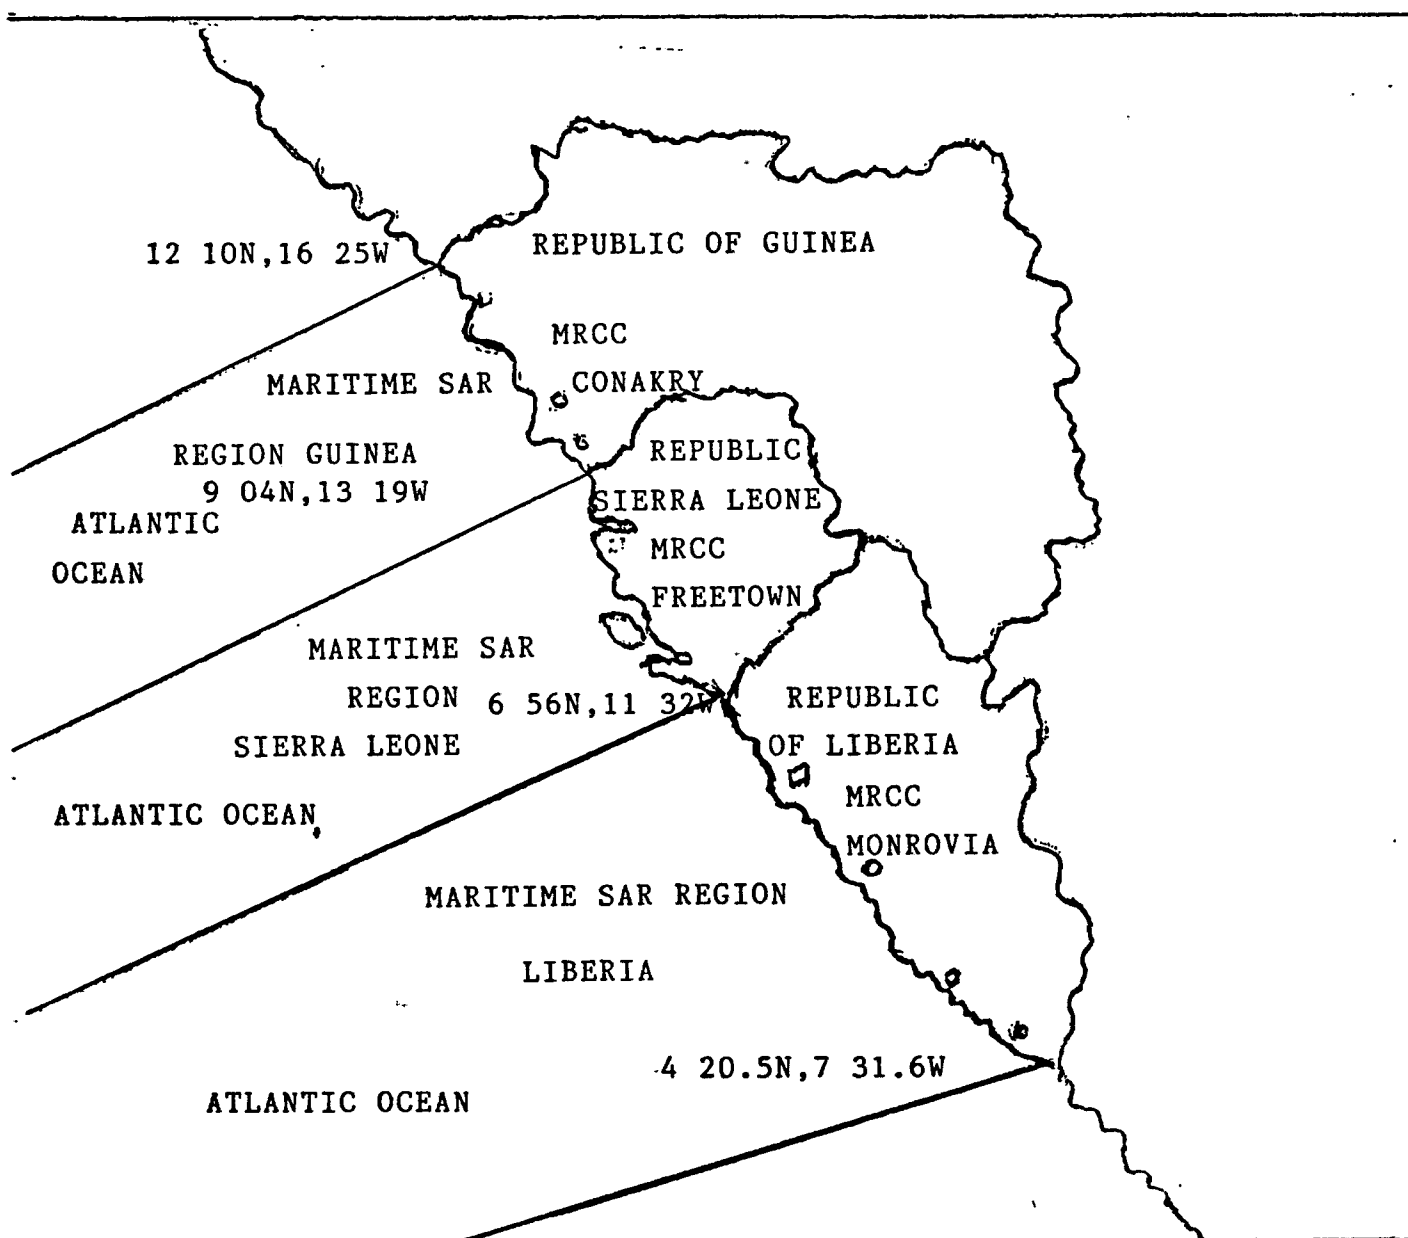 REPUBLIC OF GUINEA
12 10N,16 25W
MRCC
CONAKRY
MARITIME SAR
REGION GUINEA
9 04N,13 19W
ATLANTIC
OCEAN
REPUBLIC
SIERRA LEONE
MRCC
FREETOWN
MARITIME SAR
REGION
6 56N,11 32W
SIERRA LEONE
ATLANTIC OCEAN,
REPUBLIC
OF LIBERIA
MRCC
MONROVIA
MARITIME SAR REGION
LIBERIA
4 20.5N,7 31.6W
ATLANTIC OCEAN